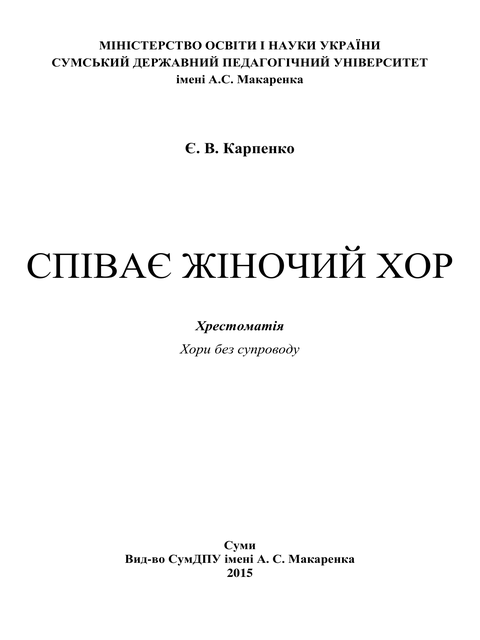 МІНІСТЕРСТВО ОСВІТИ І НАУКИ УКРАЇНИ
СУМСЬКИЙ ДЕРЖАВНИЙ ПЕДАГОГІЧНИЙ УНІВЕРСИТЕТ
імені А.С. Макаренка
Є. В. Карпенко
СПІВАЄ ЖІНОЧИЙ ХОР
Хрестоматія
Хори без супроводу
Суми
Вид-во СумДПУ імені А. С. Макаренка
2015